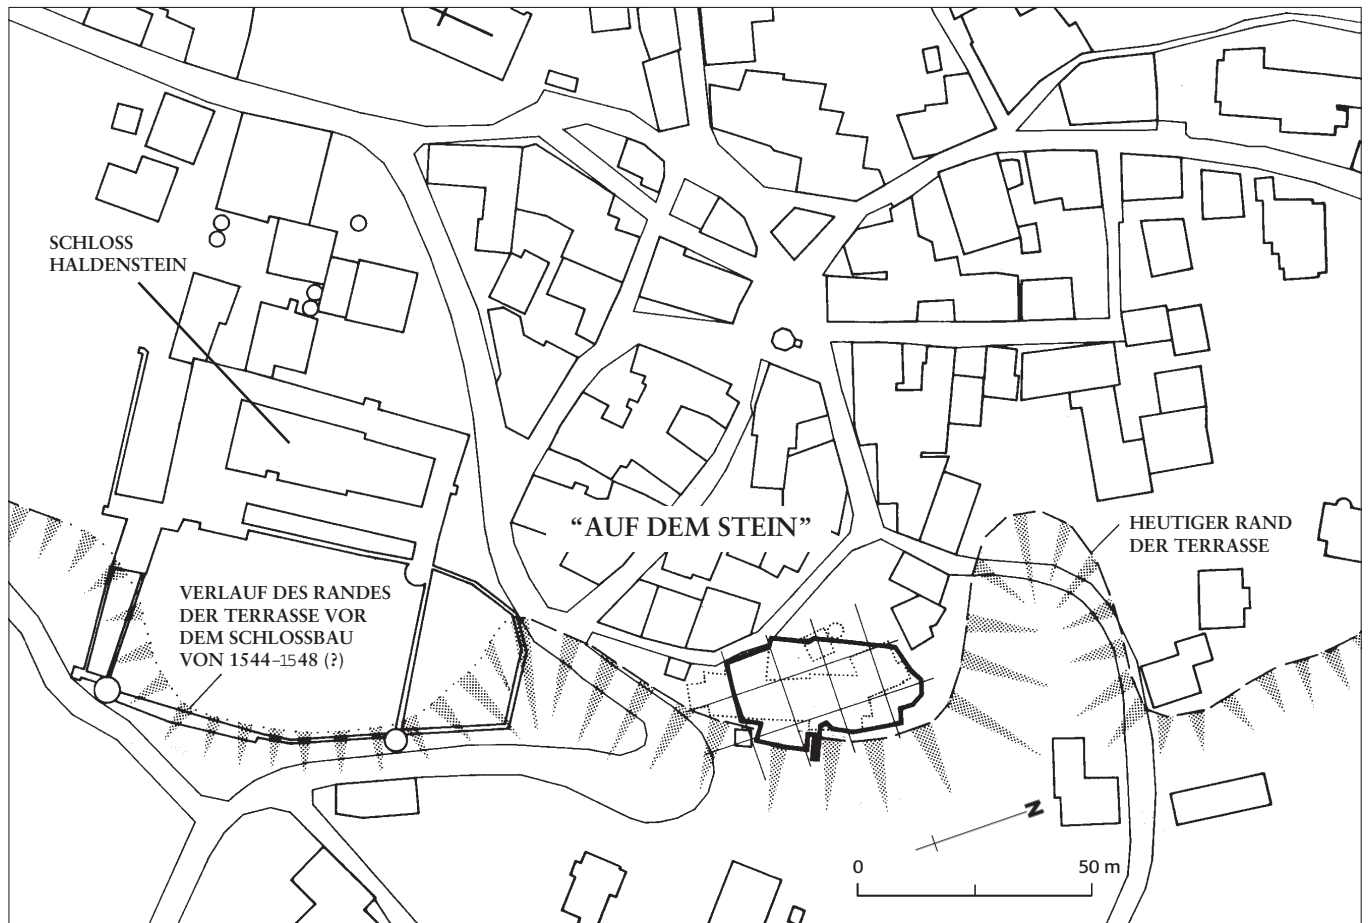 SCHLOSS
HALDENSTEIN
"AUF DEM STEIN"
HEUTIGER RAND
DER TERRASSE
VERLAUF DES RANDES
DER TERRASSE VOR
DEM SCHLOSSBAU
VON 1544–1548 (?)
N
0 50 m